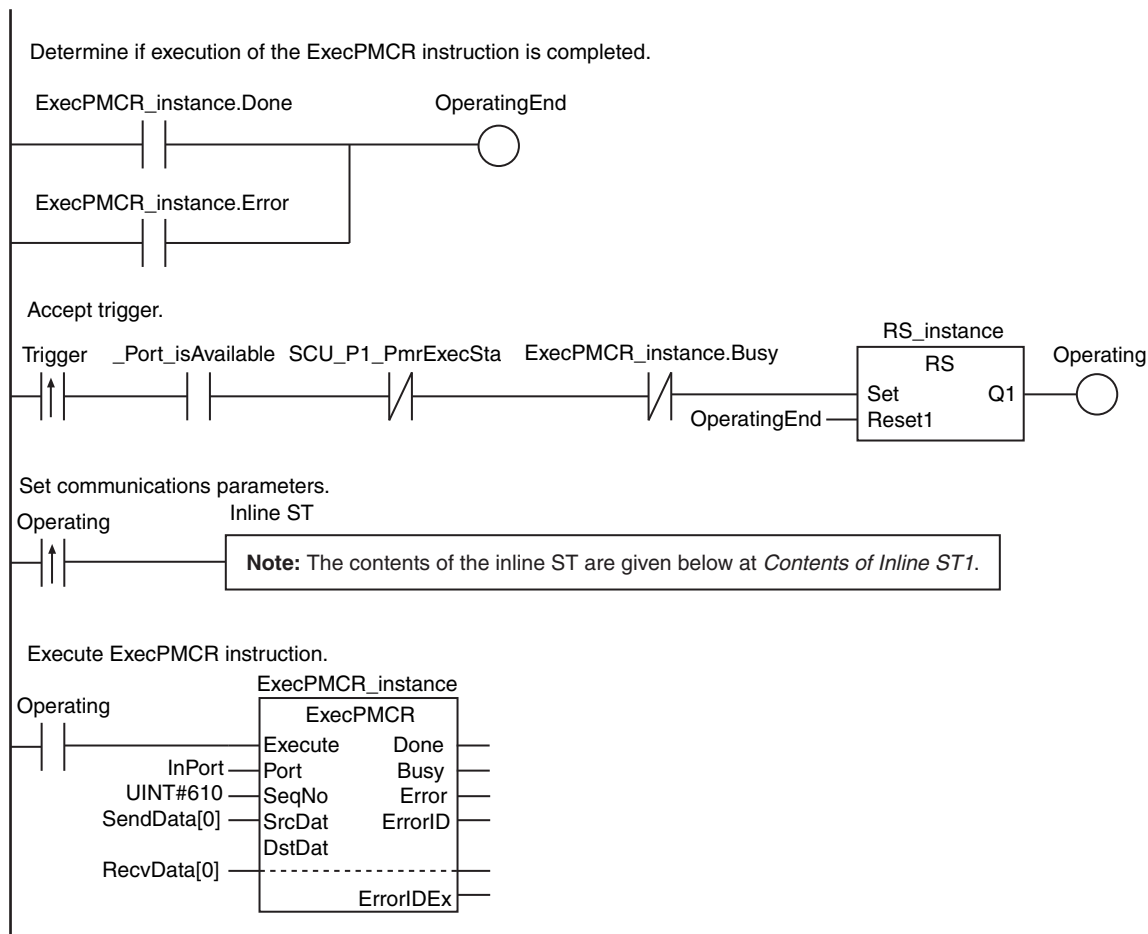 Determine if execution of the ExecPMCR instruction is completed.
ExecPMCR_instance.Done
OperatingEnd
ExecPMCR_instance.Error
Accept trigger.
Trigger
_Port_isAvailable
SCU_P1_PmrExecSta
ExecPMCR_instance.Busy
RS_instance
Operating
RS
Set Q1
OperatingEnd
Reset1
Set communications parameters.
Operating
Inline ST
Note: The contents of the inline ST are given below at Contents of Inline ST1.
Execute ExecPMCR instruction.
ExecPMCR_instance
Operating
ExecPMCR
Execute Done
InPort Port Busy
UINT#610 SeqNo Error
SendData[0] SrcDat ErrorID
DstDat
RecvData[0]
ErrorIDEx